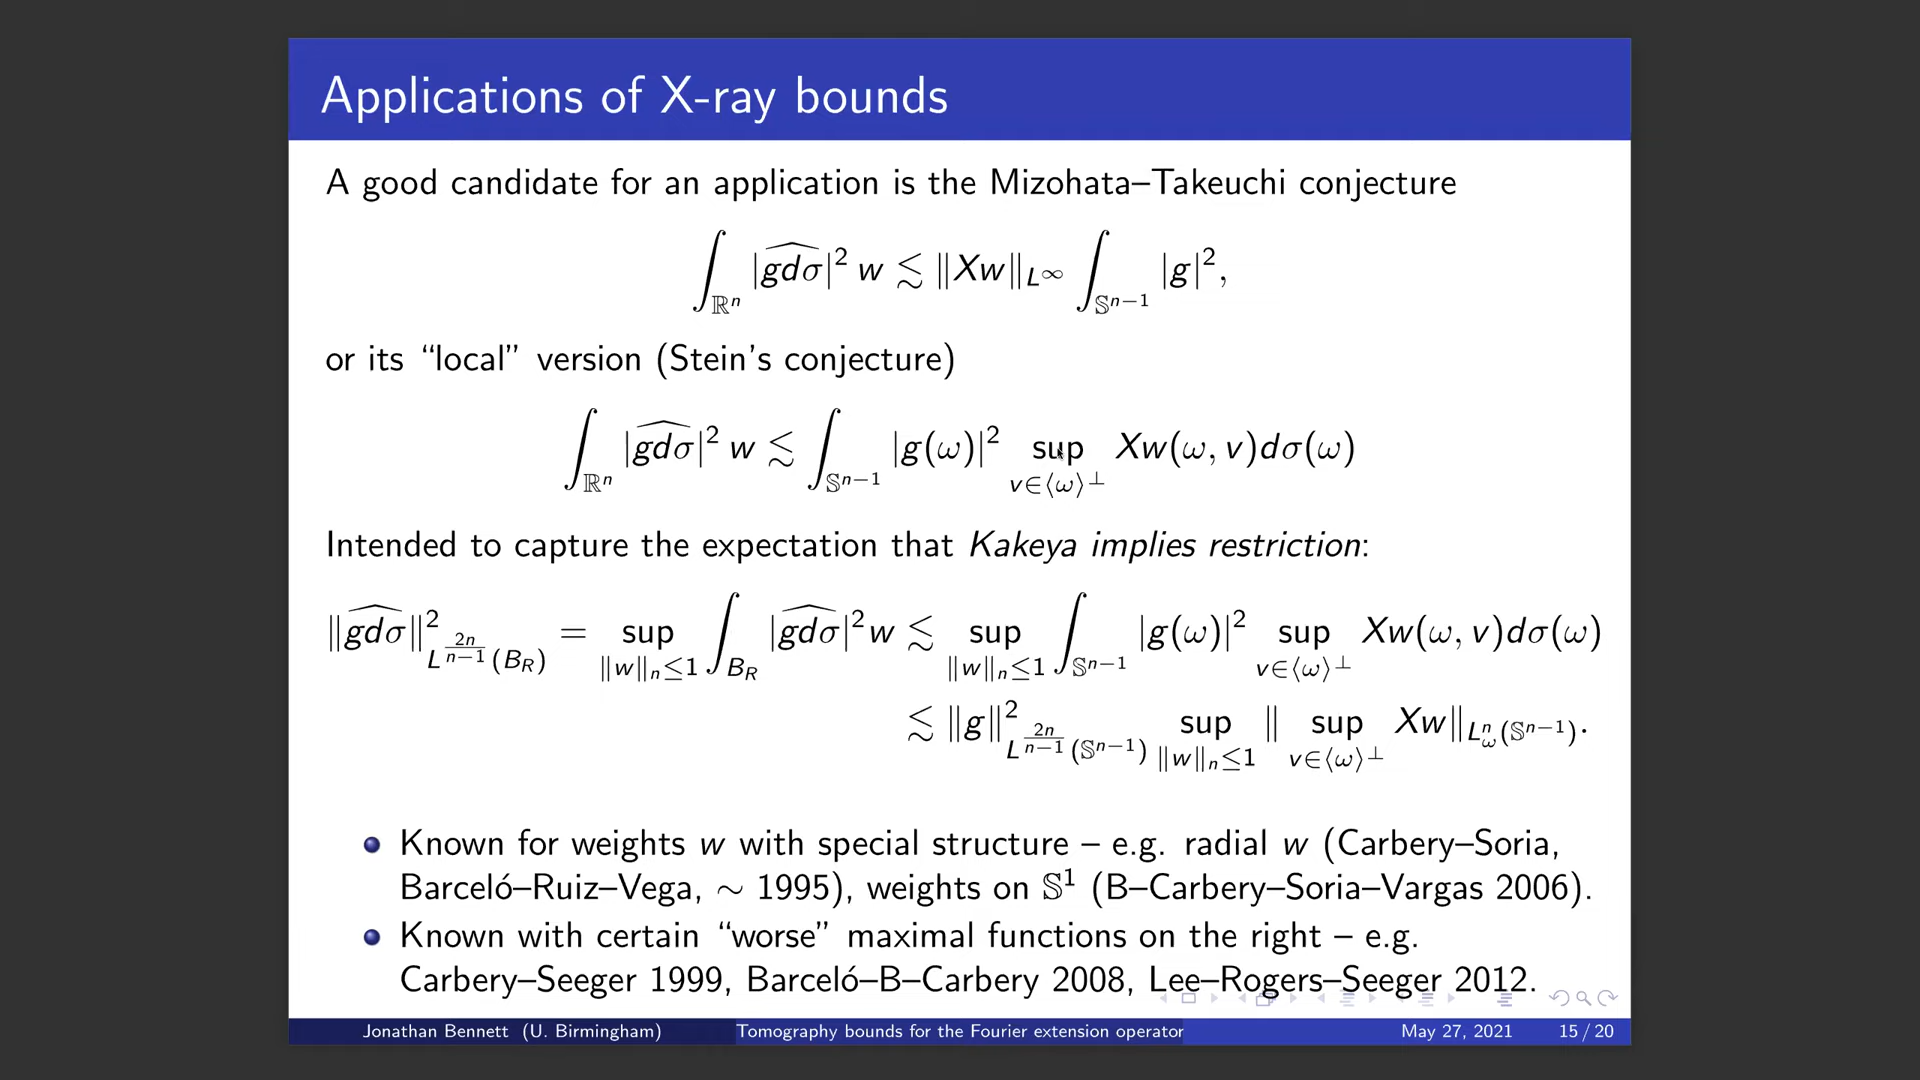 Applications of X-ray bounds
A good candidate for an application is the Mizohata–Takeuchi conjecture
∫_{ℝⁿ} |\widehat{gdσ}|² w ≲ ‖Xw‖_{L^∞} ∫_{𝕊^{n−1}} |g|²,
or its “local” version (Stein’s conjecture)
∫_{ℝⁿ} |\widehat{gdσ}|² w ≲ ∫_{𝕊^{n−1}} |g(ω)|² sup_{v∈⟨ω⟩^⊥} Xw(ω, v)dσ(ω)
Intended to capture the expectation that Kakeya implies restriction:
‖\widehat{gdσ}‖²_{L^{\frac{2n}{n−1}}(B_R)} = sup_{‖w‖_n≤1} ∫_{B_R} |\widehat{gdσ}|² w ≲ sup_{‖w‖_n≤1} ∫_{𝕊^{n−1}} |g(ω)|² sup_{v∈⟨ω⟩^⊥} Xw(ω, v)dσ(ω)
≲ ‖g‖²_{L^{\frac{2n}{n−1}}(𝕊^{n−1})} sup_{‖w‖_n≤1} ‖ sup_{v∈⟨ω⟩^⊥} Xw‖_{L^n_ω(𝕊^{n−1})}.
Known for weights w with special structure – e.g. radial w (Carbery–Soria,
Barceló–Ruiz–Vega, ∼ 1995), weights on 𝕊¹ (B–Carbery–Soria–Vargas 2006).
Known with certain “worse” maximal functions on the right – e.g.
Carbery–Seeger 1999, Barceló–B–Carbery 2008, Lee–Rogers–Seeger 2012.
Jonathan Bennett (U. Birmingham) Tomography bounds for the Fourier extension operator May 27, 2021 15 / 20